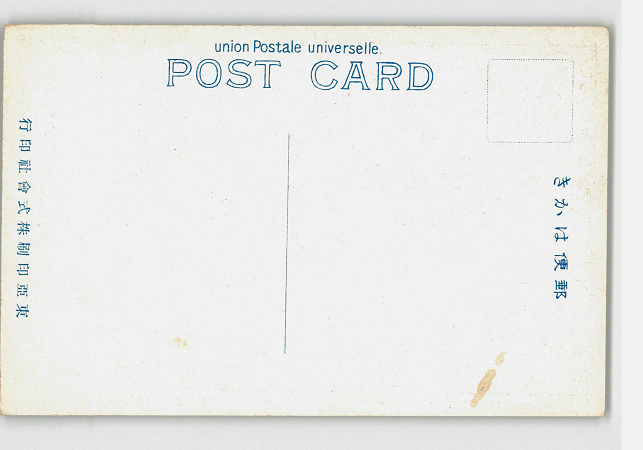 union Postale universelle.
POST CARD
郵便はかき
東亞印刷株式會社印行